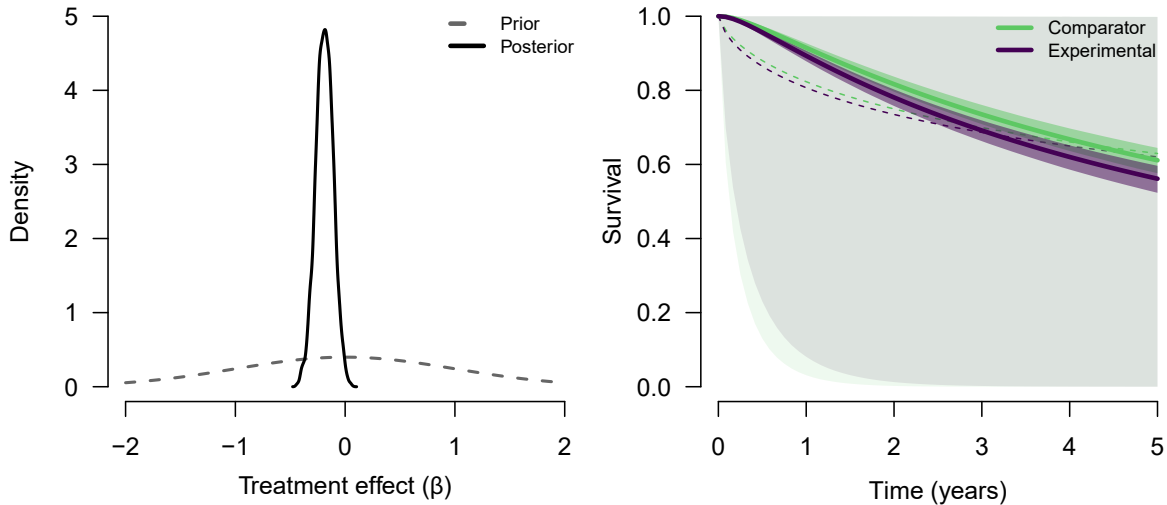 Density
5
4
3
2
1
0
Prior
Posterior
−2
−1
0
1
2
Treatment effect (β)
Survival
1.0
0.8
0.6
0.4
0.2
0.0
Comparator
Experimental
0
1
2
3
4
5
Time (years)